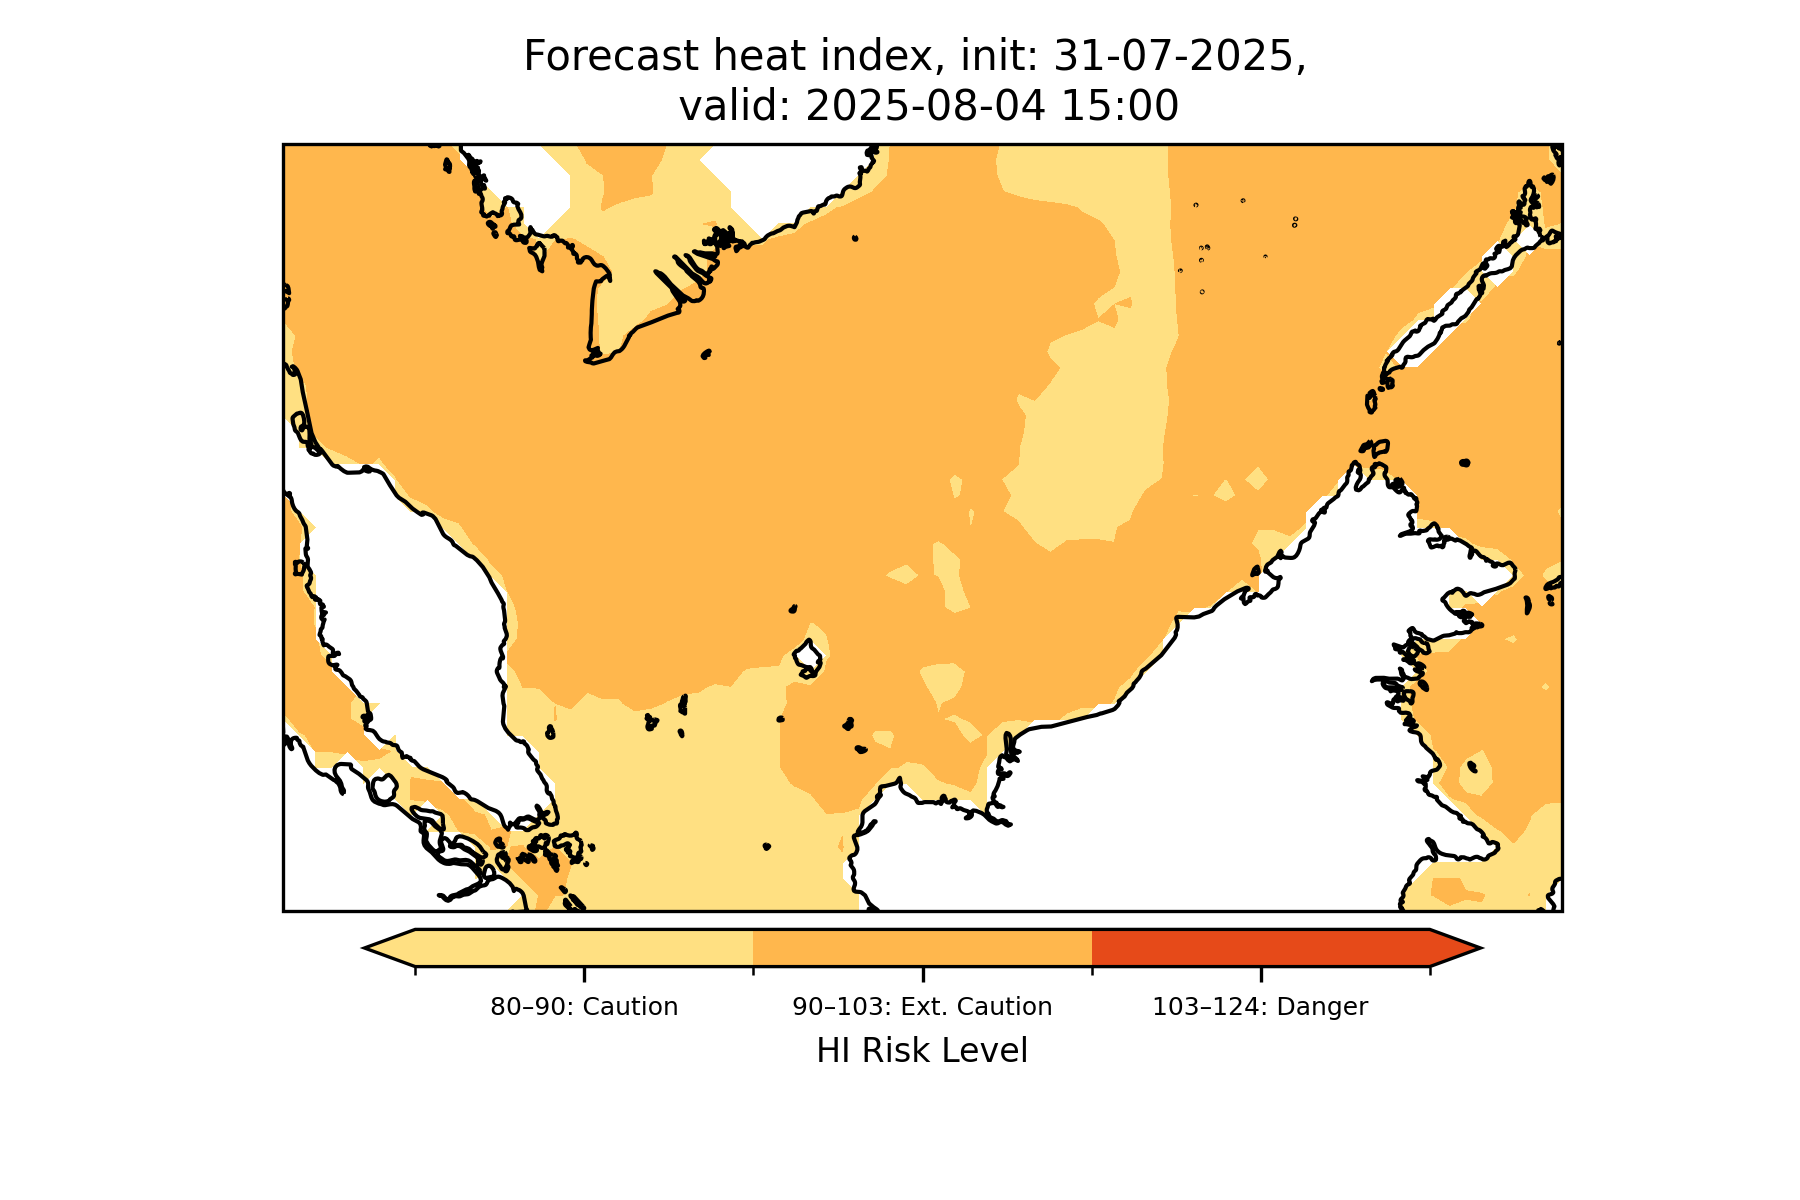 Forecast heat index, init: 31-07-2025,
valid: 2025-08-04 15:00
80–90: Caution
90–103: Ext. Caution
103–124: Danger
HI Risk Level